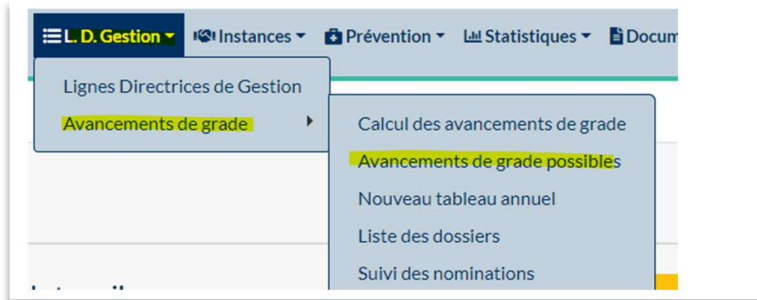 L. D. Gestion Instances Prévention Statistiques Docum
Lignes Directrices de Gestion
Avancements de grade
Calcul des avancements de grade
Avancements de grade possibles
Nouveau tableau annuel
Liste des dossiers
Suivi des nominations